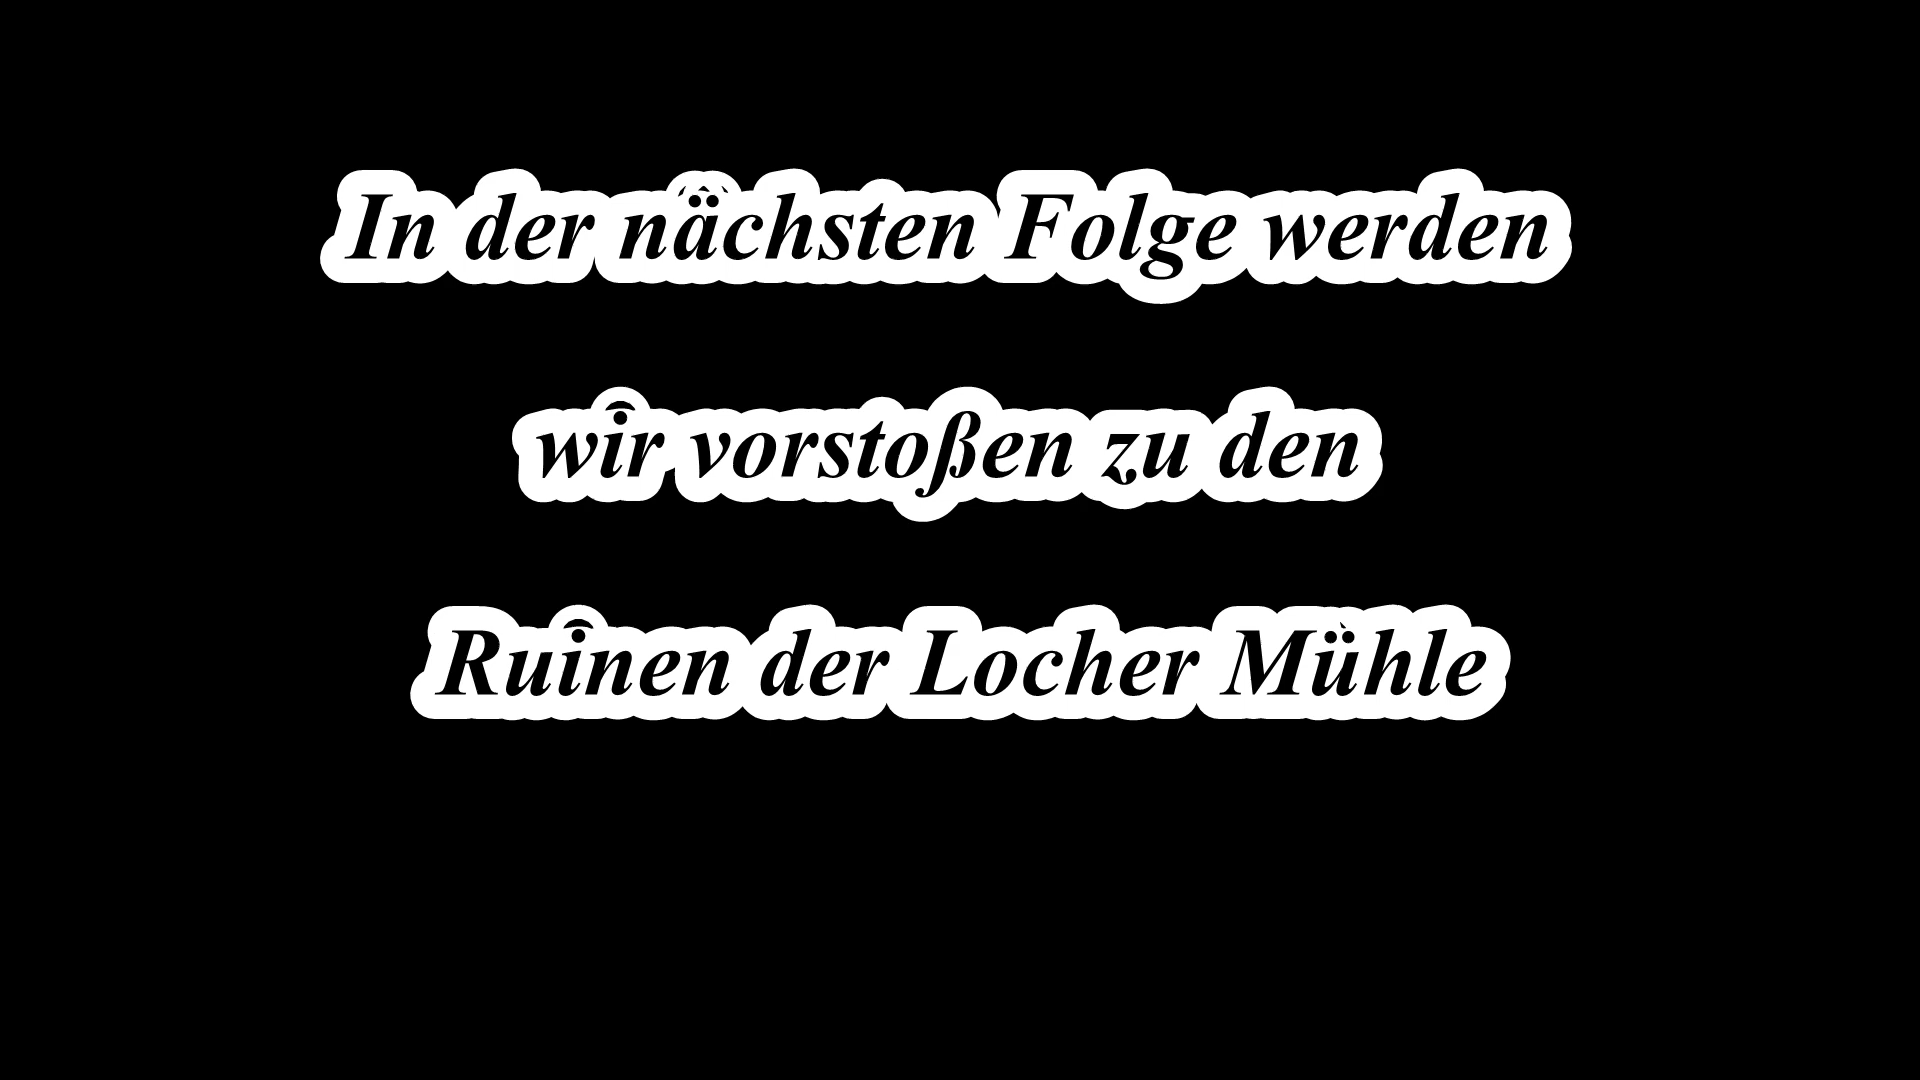 In der nächsten Folge werden
wir vorstoßen zu den
Ruinen der Locher Mühle